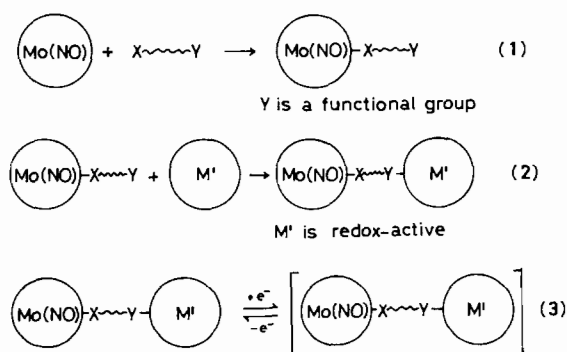 Mo(NO) + X Y → Mo(NO) X Y (1)
Y is a functional group
Mo(NO) X Y + M' → Mo(NO) X Y M' (2)
M' is redox-active
Mo(NO) X Y M' +e⁻ ⇌ -e⁻ [ Mo(NO) X Y M' ] (3)